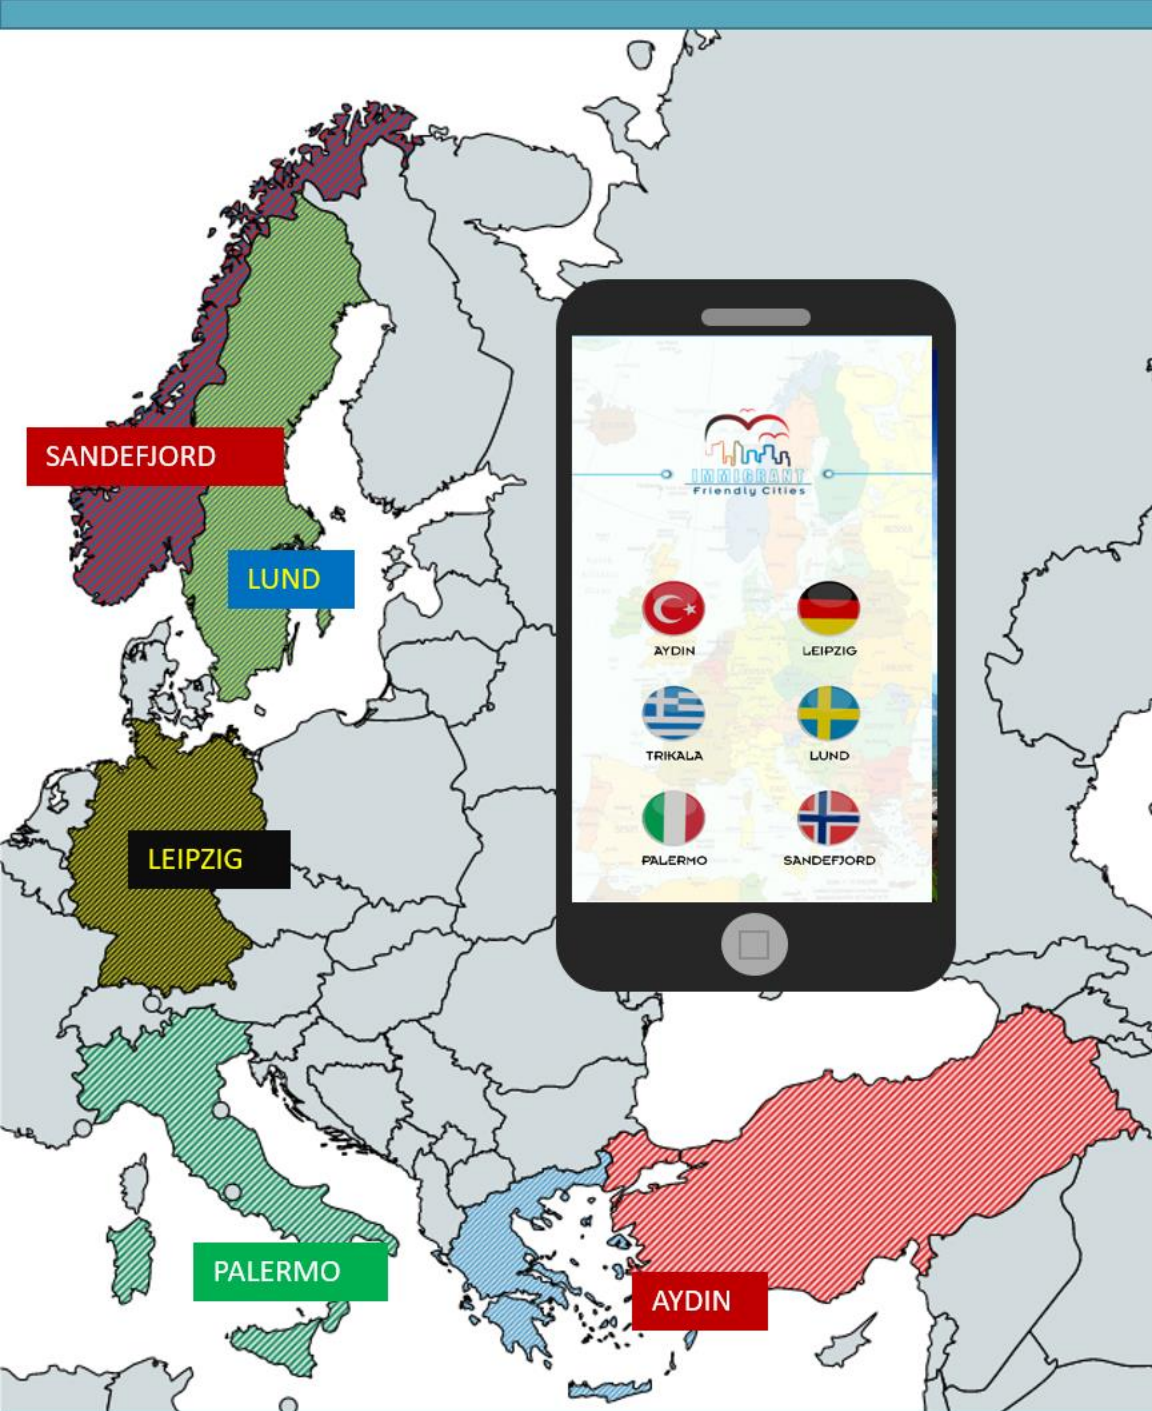 SANDEFJORD
LUND
LEIPZIG
PALERMO
AYDIN
IMMIGRANT
Friendly Cities
AYDIN
LEIPZIG
TRIKALA
LUND
PALERMO
SANDEFJORD